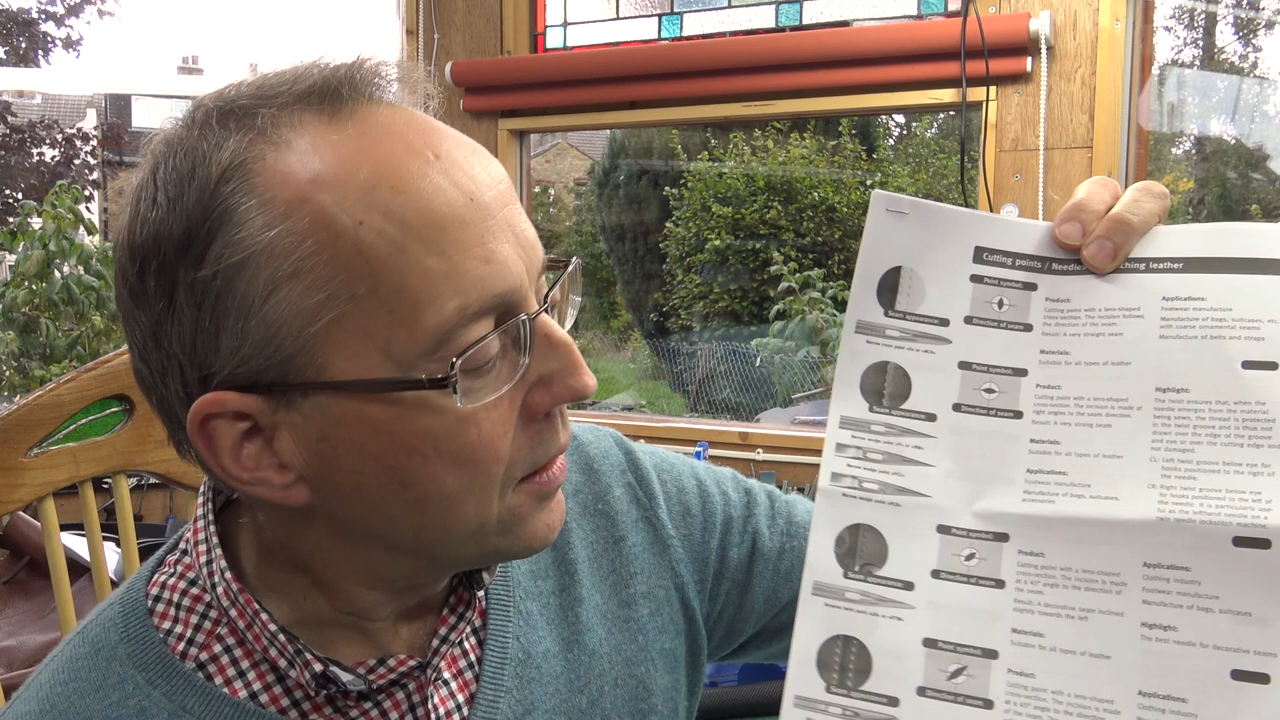 Cutting points / Needles ching leather
Point symbol:
Seam appearance:
Direction of seam
Product:
Cutting point with a lens-shaped
cross-section. The incision follows
the direction of the seam.
Result: A very straight seam
Materials:
Suitable for all types of leather
Applications:
Footwear manufacture
Manufacture of bags, suitcases, etc.
with coarse ornamental seams
Manufacture of belts and straps
Point symbol:
Seam appearance:
Direction of seam
Product:
Cutting point with a lens-shaped
cross-section. The incision is made at
right angles to the seam direction.
Result: A very strong seam
Materials:
Suitable for all types of leather
Applications:
Footwear manufacture
Manufacture of bags, suitcases,
accessories
Highlight:
The twist ensures that, when the
needle emerges from the material
being sewn, the thread is protected
in the twist groove and is thus not
drawn over the edge of the groove
and eye or over the cutting edge and
not damaged.
CL: Left twist groove below eye for
hooks positioned to the right of
the needle.
CR: Right twist groove below eye
for hooks positioned to the left of
the needle. It is particularly use-
ful as the lefthand needle on a
twin needle lockstitch machine.
Point symbol:
Seam appearance:
Direction of seam
Product:
Cutting point with a lens-shaped
cross-section. The incision is made
at a 45° angle to the direction of
the seam.
Result: A decorative seam inclined
slightly towards the left
Materials:
Suitable for all types of leather
Applications:
Clothing industry
Footwear manufacture
Manufacture of bags, suitcases
Highlight:
The best needle for decorative seams
Point symbol:
Seam appearance:
Direction of seam
Product:
Cutting point with a lens-shaped
cross-section. The incision is made
at a 45° angle to the direction of
Applications:
Clothing industry